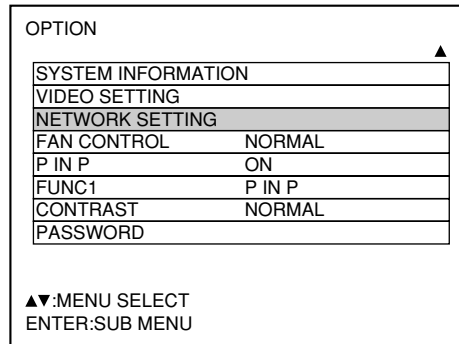 OPTION
▲
SYSTEM INFORMATION
VIDEO SETTING
NETWORK SETTING
FAN CONTROL NORMAL
P IN P ON
FUNC1 P IN P
CONTRAST NORMAL
PASSWORD
▲▼:MENU SELECT
ENTER:SUB MENU